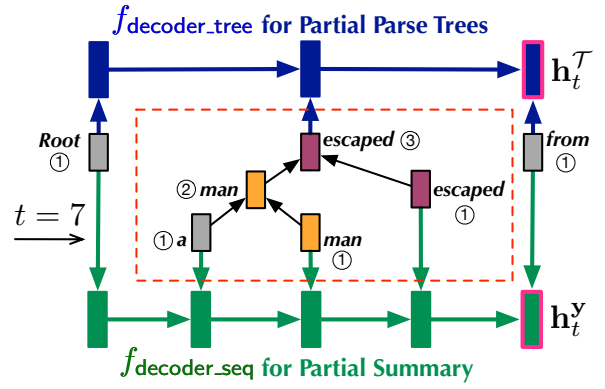 f_decoder_tree for Partial Parse Trees
h_t^𝒯
Root
①
escaped ③
from
①
② man
escaped
①
t = 7
① a
man
①
h_t^y
f_decoder_seq for Partial Summary